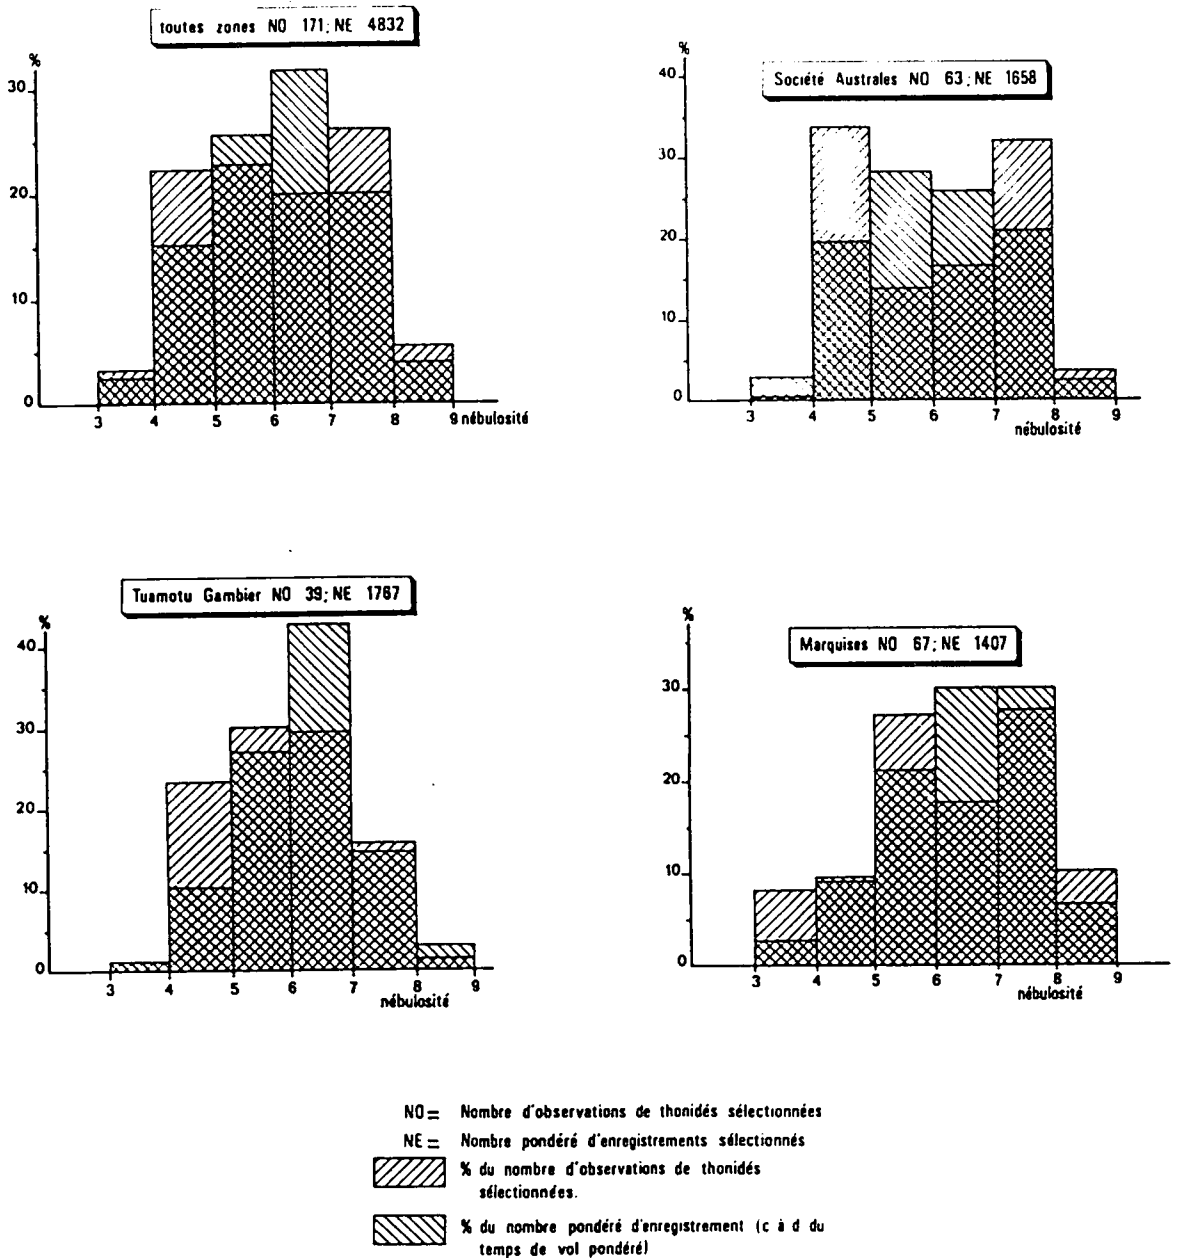 toutes zones NO 171; NE 4832
%
30
20
10
0
3 4 5 6 7 8 9 nébulosité
Société Australes NO 63; NE 1658
%
40
30
20
10
0
3 4 5 6 7 8 9
nébulosité
Tuamotu Gambier NO 39; NE 1767
%
40
30
20
10
0
3 4 5 6 7 8 9
nébulosité
Marquises NO 67; NE 1407
%
30
20
10
0
3 4 5 6 7 8 9
nébulosité
NO = Nombre d'observations de thonidés sélectionnées
NE = Nombre pondéré d'enregistrements sélectionnés
% du nombre d'observations de thonidés
sélectionnées.
% du nombre pondéré d'enregistrement (c à d du
temps de vol pondéré)